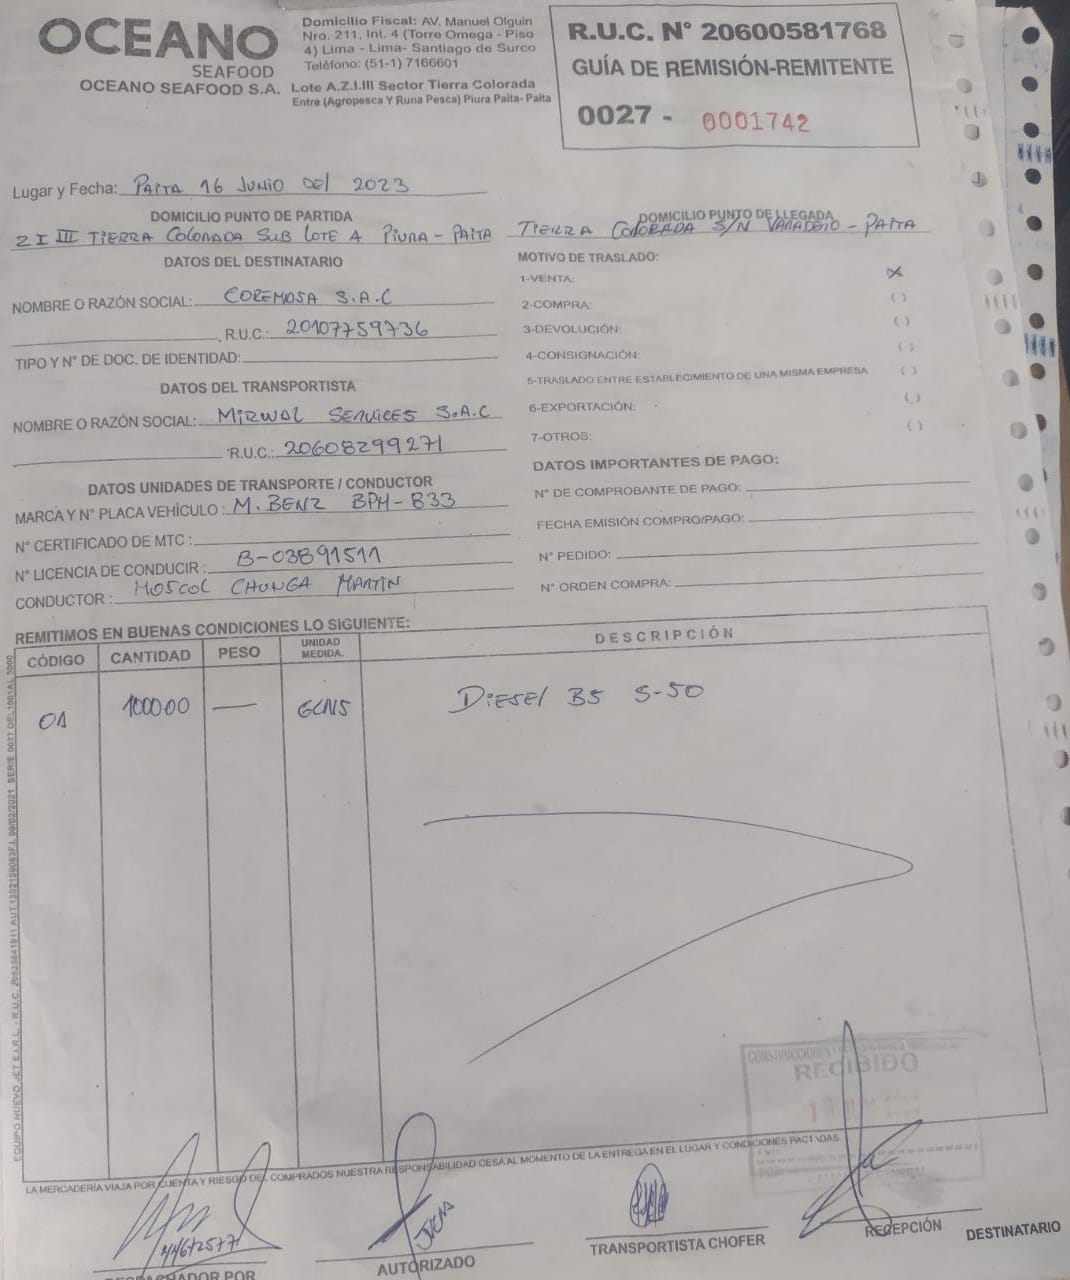 OCEANO
SEAFOOD
OCEANO SEAFOOD S.A.
Domicilio Fiscal: AV. Manuel Olguin
Nro. 211, Int. 4 (Torre Omega - Piso
4) Lima - Lima- Santiago de Surco
Teléfono: (51-1) 7166601
Lote A.Z.I.III Sector Tierra Colorada
Entre (Agropesca Y Runa Pesca) Piura Paita- Paita
R.U.C. N° 20600581768
GUÍA DE REMISIÓN-REMITENTE
0027 - 0001742
Lugar y Fecha: PAITA 16 JUNIO DEL 2023
DOMICILIO PUNTO DE PARTIDA
Z I III TIERRA COLORADA SUB LOTE A PIURA - PAITA
DOMICILIO PUNTO DE LLEGADA
TIERRA COLORADA S/N VARADERO - PAITA
DATOS DEL DESTINATARIO
NOMBRE O RAZÓN SOCIAL: COREMOSA S.A.C
R.U.C.: 20107759736
TIPO Y N° DE DOC. DE IDENTIDAD:
DATOS DEL TRANSPORTISTA
NOMBRE O RAZÓN SOCIAL: MIRWAL SERVICES S.A.C
R.U.C.: 20608299271
DATOS UNIDADES DE TRANSPORTE / CONDUCTOR
MARCA Y N° PLACA VEHÍCULO : M. BENZ BPH-833
N° CERTIFICADO DE MTC :
N° LICENCIA DE CONDUCIR : B-03891511
CONDUCTOR : MOSCOL CHUNGA MARTIN
MOTIVO DE TRASLADO:
1-VENTA: X
2-COMPRA: ( )
3-DEVOLUCIÓN: ( )
4-CONSIGNACIÓN: ( )
5-TRASLADO ENTRE ESTABLECIMIENTO DE UNA MISMA EMPRESA ( )
6-EXPORTACIÓN: ( )
7-OTROS: ( )
DATOS IMPORTANTES DE PAGO:
N° DE COMPROBANTE DE PAGO:
FECHA EMISIÓN COMPRO/PAGO:
N° PEDIDO:
N° ORDEN COMPRA:
REMITIMOS EN BUENAS CONDICIONES LO SIGUIENTE:
CÓDIGO CANTIDAD PESO UNIDAD MEDIDA. DESCRIPCIÓN
01 1000.00 — GLNS DIESEL B5 S-50
CONSTRUCCIONES
RECIBIDO
LA MERCADERÍA VIAJA POR CUENTA Y RIESGO DEL COMPRADOS NUESTRA RESPONSABILIDAD CESA AL MOMENTO DE LA ENTREGA EN EL LUGAR Y CONDICIONES PACTADAS
44672577
DESPACHADOR POR
AUTORIZADO
TRANSPORTISTA CHOFER
RECEPCIÓN DESTINATARIO